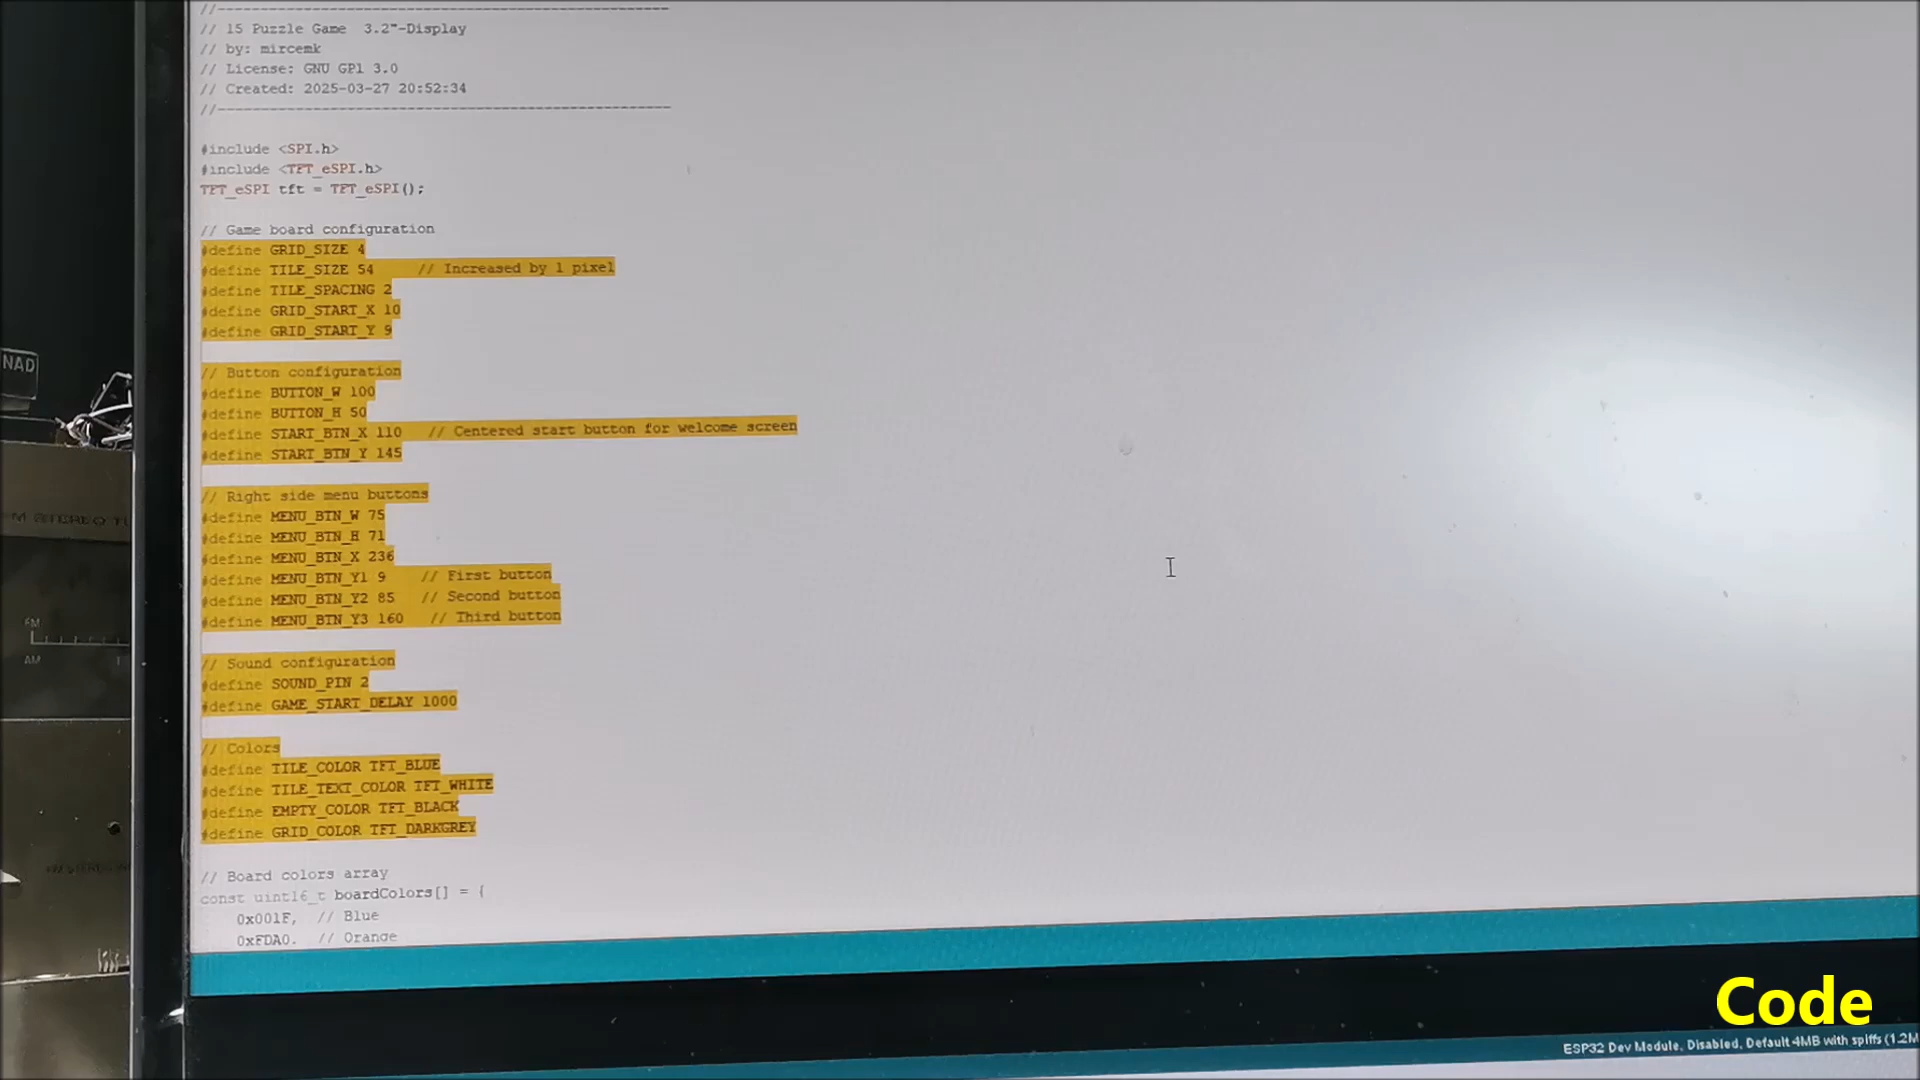 //----------------------------------------------------
// 15 Puzzle Game  3.2"-Display
// by: mircemk
// License: GNU GPl 3.0
// Created: 2025-03-27 20:52:34
//----------------------------------------------------
#include <SPI.h>
#include <TFT_eSPI.h>
TFT_eSPI tft = TFT_eSPI();
// Game board configuration
#define GRID_SIZE 4
#define TILE_SIZE 54     // Increased by 1 pixel
#define TILE_SPACING 2
#define GRID_START_X 10
#define GRID_START_Y 9
// Button configuration
#define BUTTON_W 100
#define BUTTON_H 50
#define START_BTN_X 110   // Centered start button for welcome screen
#define START_BTN_Y 145
// Right side menu buttons
#define MENU_BTN_W 75
#define MENU_BTN_H 71
#define MENU_BTN_X 236
#define MENU_BTN_Y1 9    // First button
#define MENU_BTN_Y2 85   // Second button
#define MENU_BTN_Y3 160   // Third button
// Sound configuration
#define SOUND_PIN 2
#define GAME_START_DELAY 1000
// Colors
#define TILE_COLOR TFT_BLUE
#define TILE_TEXT_COLOR TFT_WHITE
#define EMPTY_COLOR TFT_BLACK
#define GRID_COLOR TFT_DARKGREY
// Board colors array
const uint16_t boardColors[] = {
0x001F,  // Blue
0xFDA0,  // Orange
NAD
FM
AM
Code
ESP32 Dev Module, Disabled, Default 4MB with spiffs (1.2M